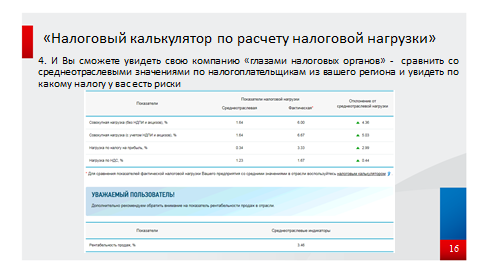 «Налоговый калькулятор по расчету налоговой нагрузки»
4. И Вы сможете увидеть свою компанию «глазами налоговых органов» - сравнить со
среднеотраслевыми значениями по налогоплательщикам из вашего региона и увидеть по
какому налогу у вас есть риски
Показатели
Показатели налоговой нагрузки
Отклонение от
среднеотраслевой нагрузки
Среднеотраслевая
Фактическая*
Совокупная нагрузка (без НДПИ и акцизов), % 1.64 6.00 4.36
Совокупная нагрузка (с учетом НДПИ и акцизов), % 1.64 6.67 5.03
Нагрузка по налогу на прибыль, % 0.34 3.33 2.99
Нагрузка по НДС, % 1.23 1.67 0.44
* Для сравнения показателей фактической налоговой нагрузки Вашего предприятия со средними значениями в отрасли воспользуйтесь налоговым калькулятором
УВАЖАЕМЫЙ ПОЛЬЗОВАТЕЛЬ!
Дополнительно рекомендуем обратить внимание на показатель рентабельности продаж в отрасли.
Показатели Среднеотраслевые индикаторы
Рентабельность продаж, % 3.46
16